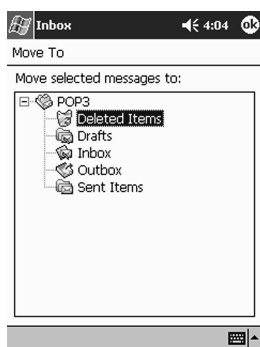 Inbox 4:04 ok
Move To
Move selected messages to:
POP3
Deleted Items
Drafts
Inbox
Outbox
Sent Items